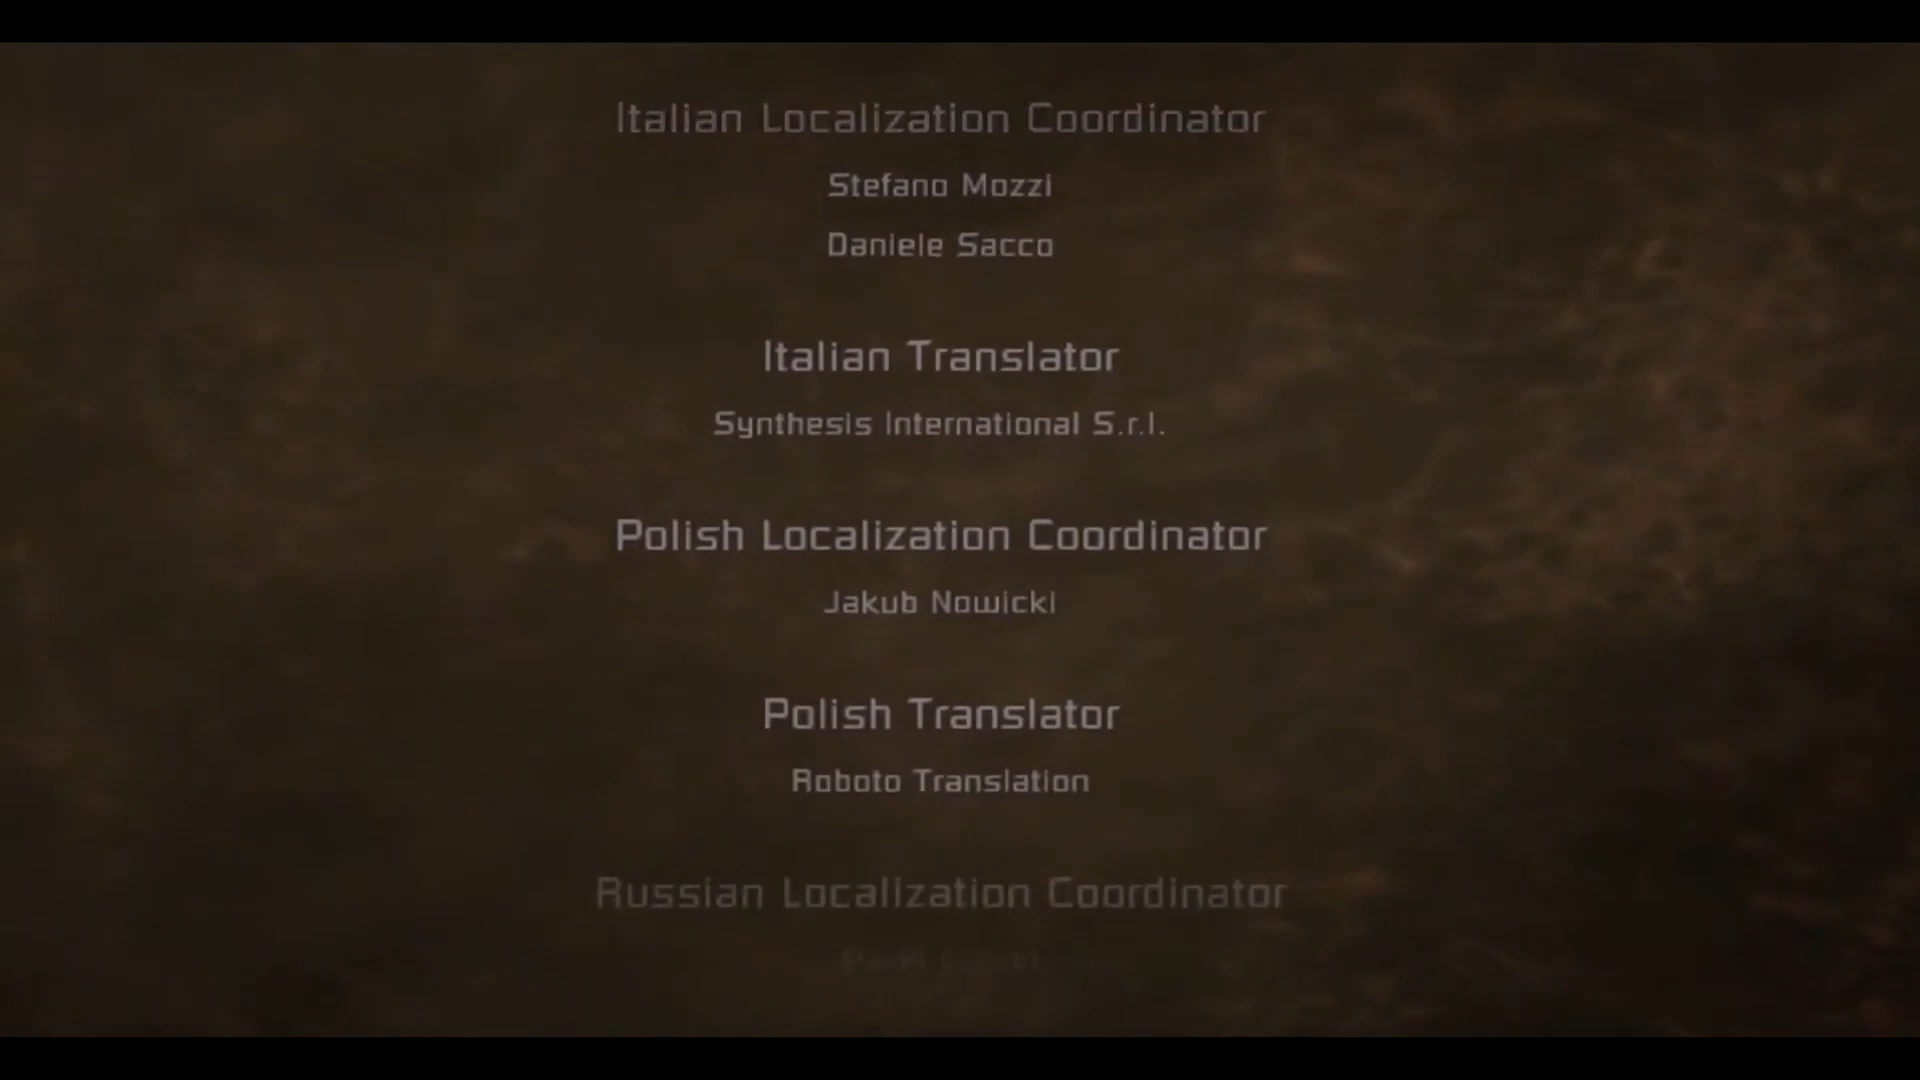 Italian Localization Coordinator
Stefano Mozzi
Daniele Sacco
Italian Translator
Synthesis International S.r.l.
Polish Localization Coordinator
Jakub Nowicki
Polish Translator
Roboto Translation
Russian Localization Coordinator